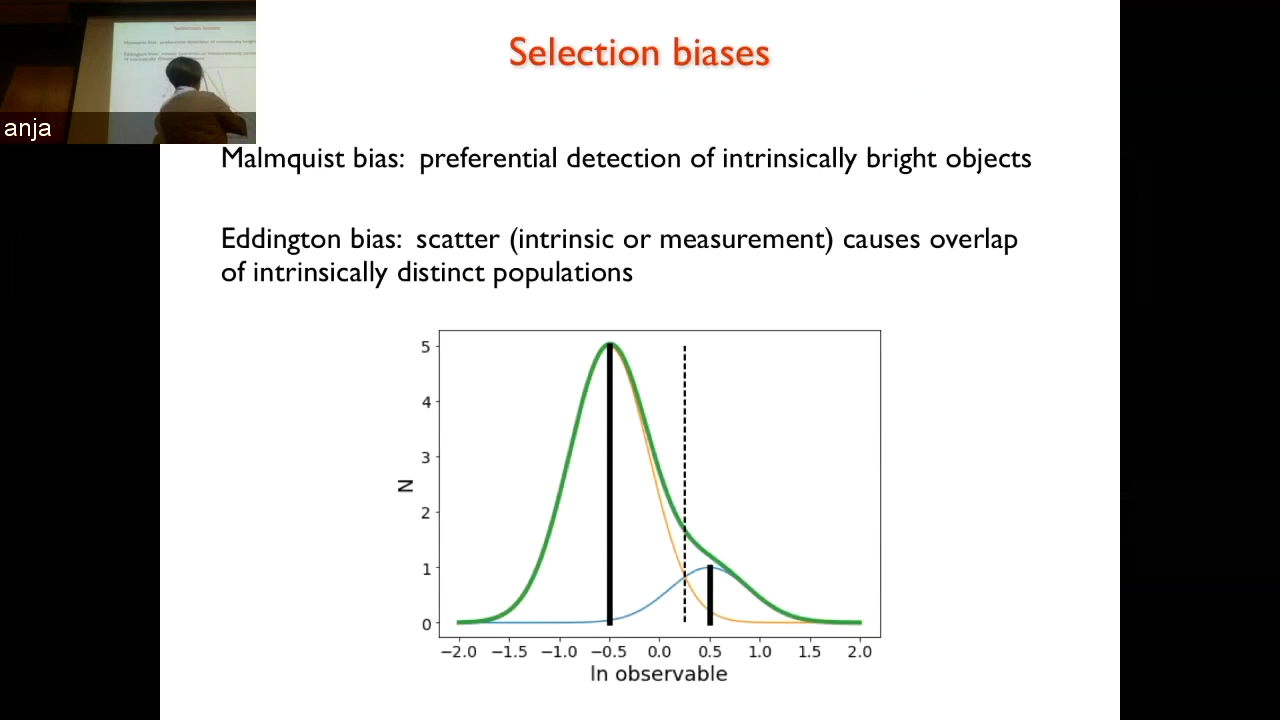 Selection biases
anja
Malmquist bias: preferential detection of intrinsically bright objects
Eddington bias: scatter (intrinsic or measurement) causes overlap
of intrinsically distinct populations
5
4
3
2
1
0
N
−2.0 −1.5 −1.0 −0.5 0.0 0.5 1.0 1.5 2.0
ln observable